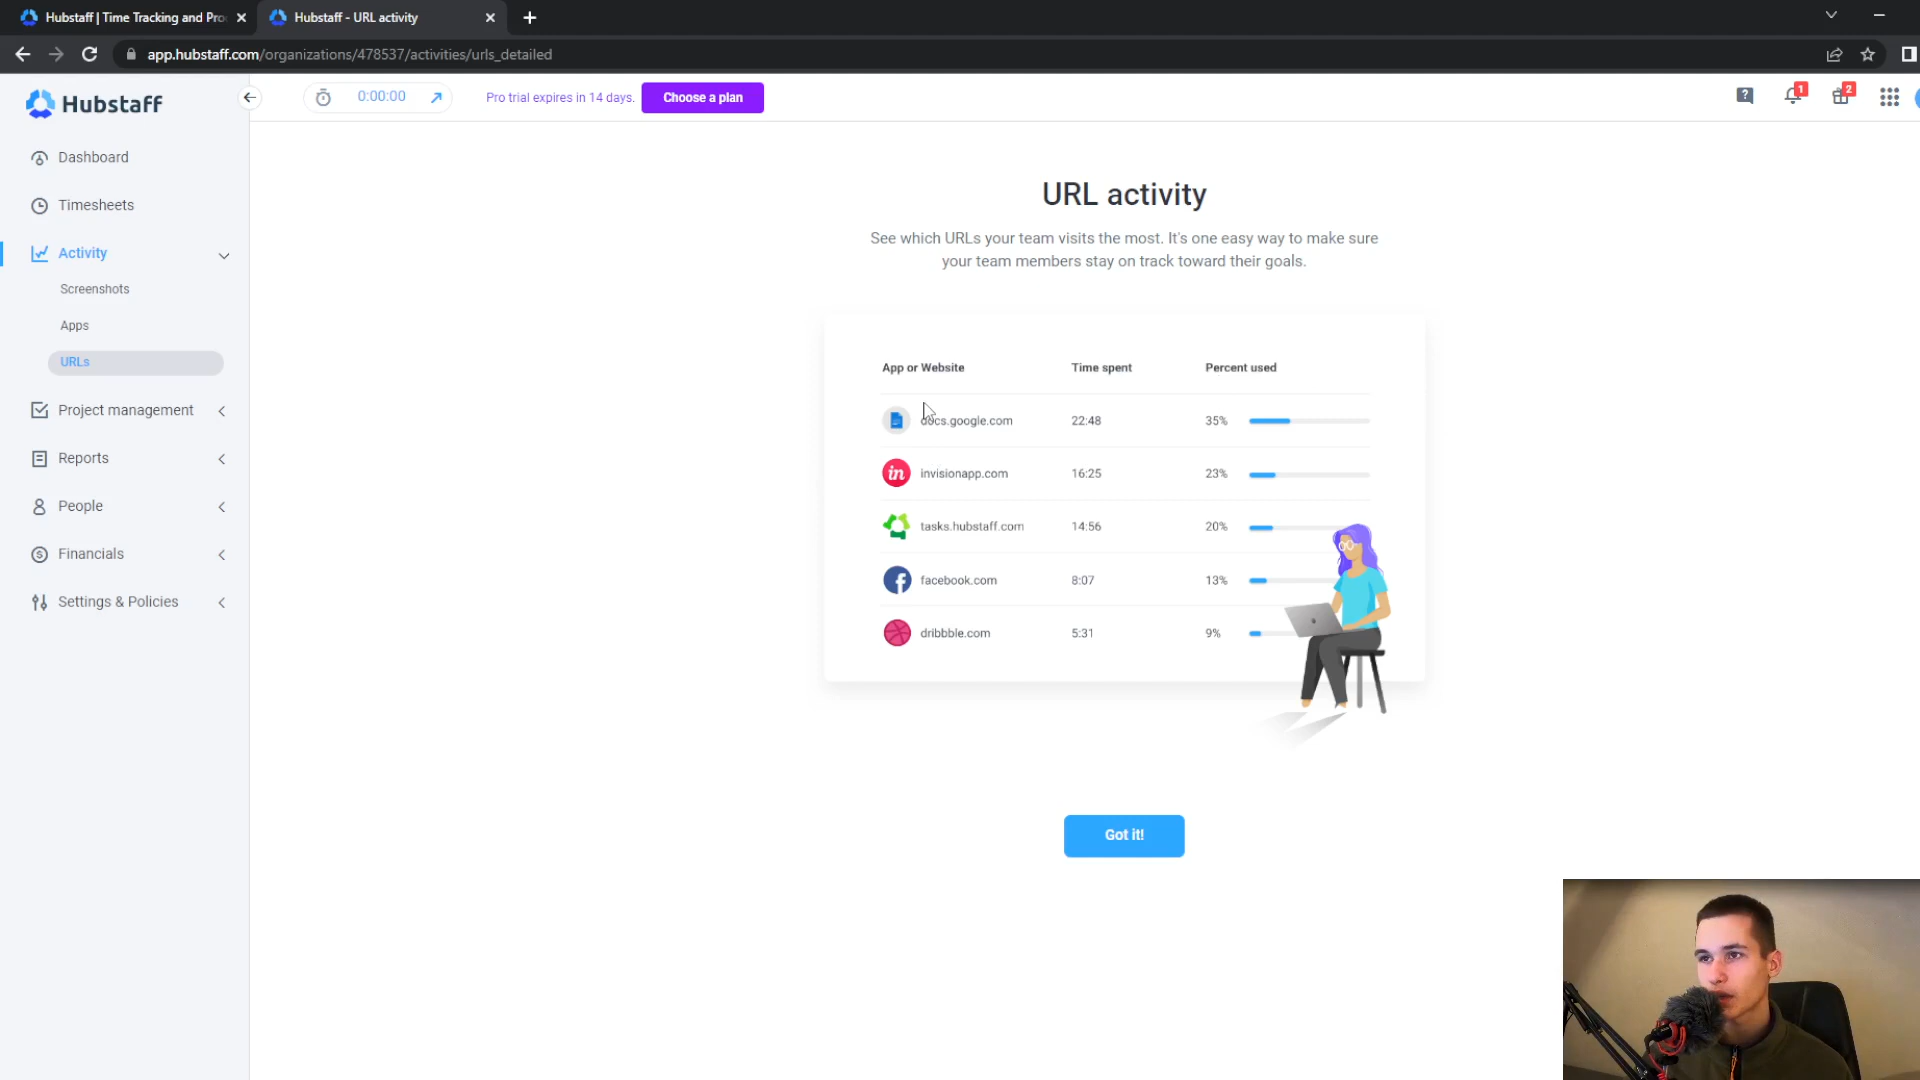 Hubstaff | Time Tracking and Pro
Hubstaff - URL activity
app.hubstaff.com/organizations/478537/activities/urls_detailed
Hubstaff
0:00:00
Pro trial expires in 14 days.
Choose a plan
?
1
2
Dashboard
Timesheets
Activity
Screenshots
Apps
URLs
Project management
Reports
People
Financials
Settings & Policies
URL activity
See which URLs your team visits the most. It's one easy way to make sure
your team members stay on track toward their goals.
App or Website Time spent Percent used
docs.google.com 22:48 35%
in invisionapp.com 16:25 23%
tasks.hubstaff.com 14:56 20%
facebook.com 8:07 13%
dribbble.com 5:31 9%
Got it!